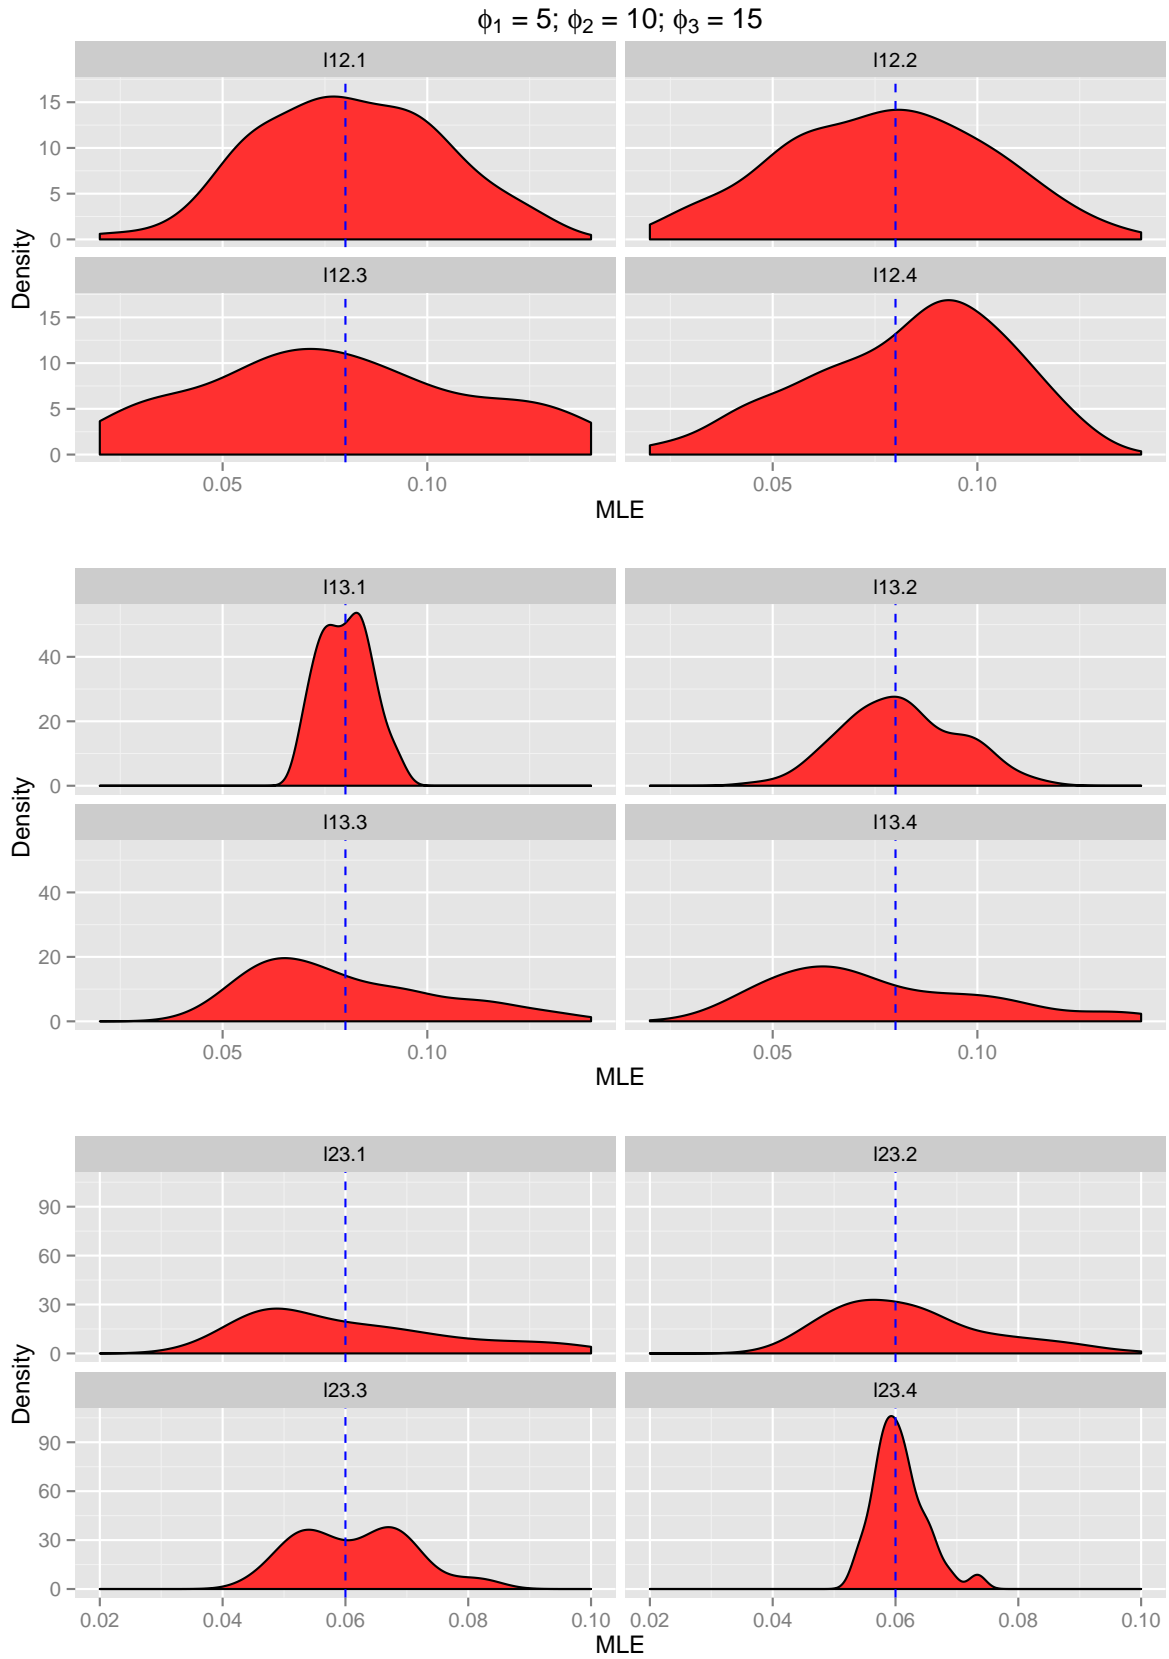 ϕ1 = 5; ϕ2 = 10; ϕ3 = 15
l12.1 l12.2
15
10
5
0
Density
l12.3 l12.4
15
10
5
0
0.05 0.10 0.05 0.10
MLE
l13.1 l13.2
40
20
0
Density
l13.3 l13.4
40
20
0
0.05 0.10 0.05 0.10
MLE
l23.1 l23.2
90
60
30
0
Density
l23.3 l23.4
90
60
30
0
0.02 0.04 0.06 0.08 0.10 0.02 0.04 0.06 0.08 0.10
MLE